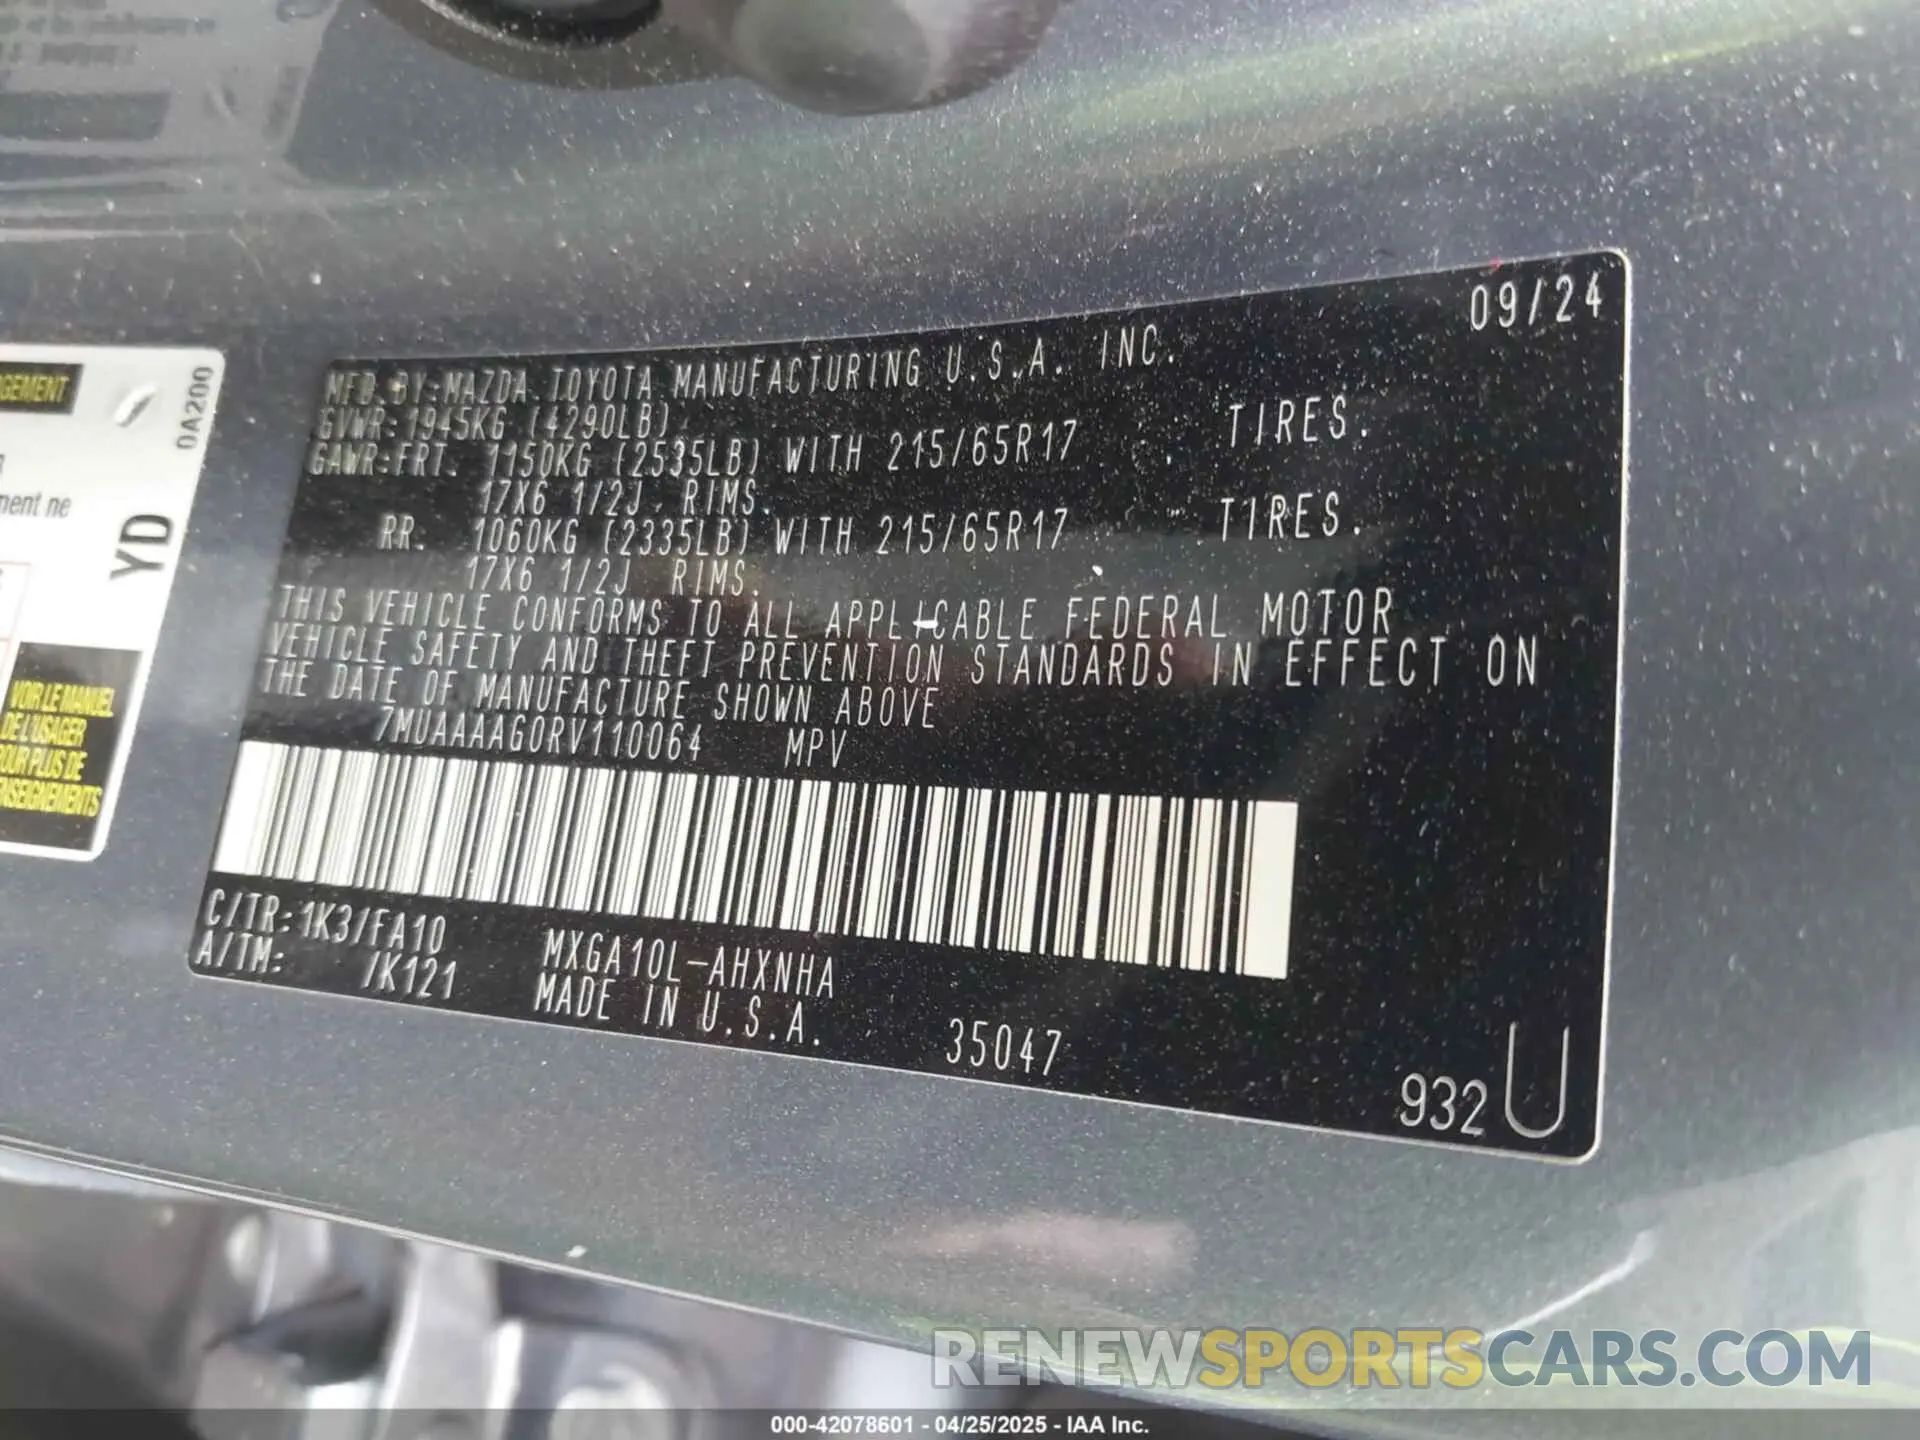 09/24
MFD.BY:MAZDA TOYOTA MANUFACTURING U.S.A. INC.
GVWR:1945KG (4290LB)
GAWR:FRT. 1150KG (2535LB) WITH 215/65R17 TIRES.
17X6 1/2J RIMS.
RR. 1060KG (2335LB) WITH 215/65R17 TIRES.
17X6 1/2J RIMS.
THIS VEHICLE CONFORMS TO ALL APPLICABLE FEDERAL MOTOR
VEHICLE SAFETY AND THEFT PREVENTION STANDARDS IN EFFECT ON
THE DATE OF MANUFACTURE SHOWN ABOVE
7MUAAAAG0RV110064 MPV
C/TR:1K3/FA10 MXGA10L-AHXNHA
A/TM: /K121 MADE IN U.S.A.
35047
932 U
0A200
YD
ment ne
VOIR LE MANUEL
DE L'USAGER
POUR PLUS DE
RENEWSPORTSCARS.COM
000-42078601 - 04/25/2025 - IAA Inc.